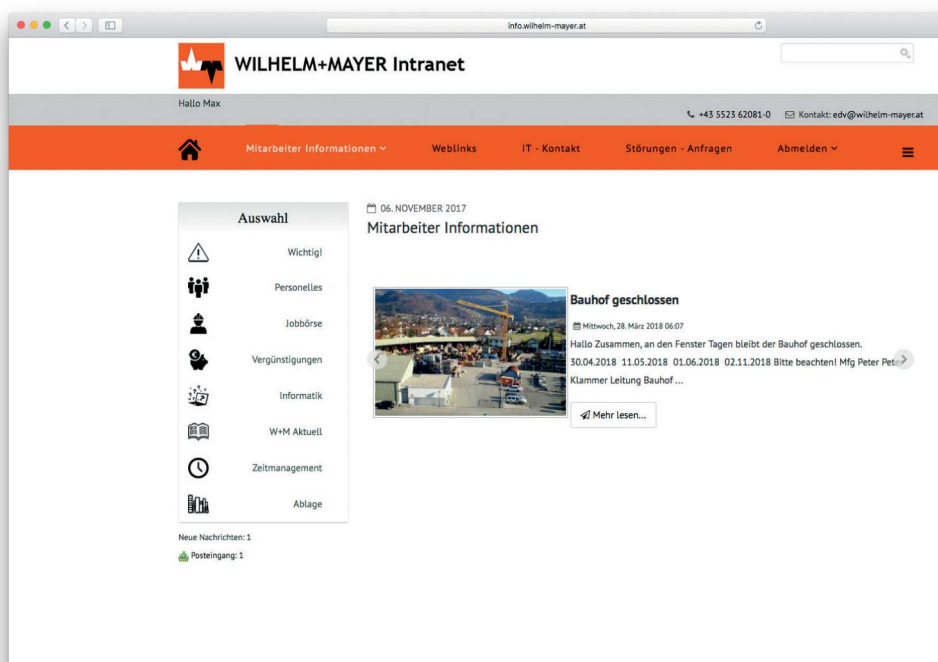 info.wilhelm-mayer.at
WILHELM+MAYER Intranet
Hallo Max
+43 5523 62081-0 Kontakt: edv@wilhelm-mayer.at
Mitarbeiter Informationen Weblinks IT - Kontakt Störungen - Anfragen Abmelden
Auswahl
Wichtig!
Personelles
Jobbörse
Vergünstigungen
Informatik
W+M Aktuell
Zeitmanagement
Ablage
Neue Nachrichten: 1
Posteingang: 1
06. NOVEMBER 2017
Mitarbeiter Informationen
Bauhof geschlossen
Mittwoch, 28. März 2018 06:07
Hallo Zusammen, an den Fenster Tagen bleibt der Bauhof geschlossen.
30.04.2018 11.05.2018 01.06.2018 02.11.2018 Bitte beachten! Mfg Peter
Klammer Leitung Bauhof ...
Mehr lesen...